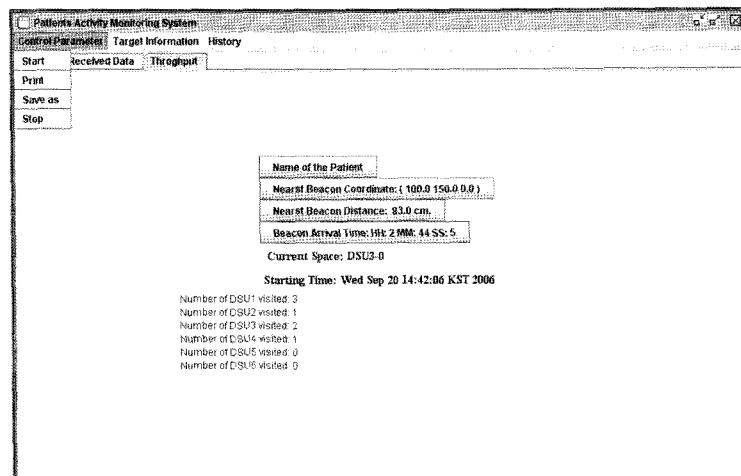 Patients Activity Monitoring System
Control Parameter Target Information History
Start Received Data Throghput
Print
Save as
Stop
Name of the Patient
Nearst Beacon Coordinate: ( 100.0 150.0 0.0 )
Nearst Beacon Distance: 83.0 cm.
Beacon Arrival Time: HH: 2 MM: 44 SS: 5
Current Space: DSU3-0
Starting Time: Wed Sep 20 14:42:06 KST 2006
Number of DSU1 visited: 3
Number of DSU2 visited: 1
Number of DSU3 visited: 2
Number of DSU4 visited: 1
Number of DSU5 visited: 0
Number of DSU6 visited: 0